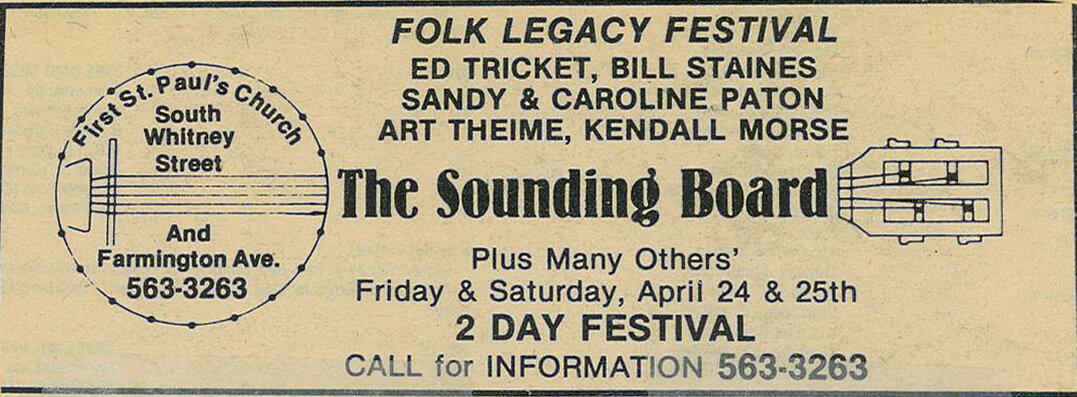 First St. Paul's Church
South
Whitney
Street
And
Farmington Ave.
563-3263
FOLK LEGACY FESTIVAL
ED TRICKET, BILL STAINES
SANDY & CAROLINE PATON
ART THEIME, KENDALL MORSE
The Sounding Board
Plus Many Others'
Friday & Saturday, April 24 & 25th
2 DAY FESTIVAL
CALL for INFORMATION 563-3263